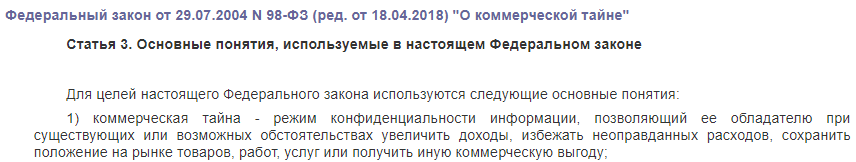 Федеральный закон от 29.07.2004 N 98-ФЗ (ред. от 18.04.2018) "О коммерческой тайне"
Статья 3. Основные понятия, используемые в настоящем Федеральном законе
Для целей настоящего Федерального закона используются следующие основные понятия:
1) коммерческая тайна - режим конфиденциальности информации, позволяющий ее обладателю при
существующих или возможных обстоятельствах увеличить доходы, избежать неоправданных расходов, сохранить
положение на рынке товаров, работ, услуг или получить иную коммерческую выгоду;